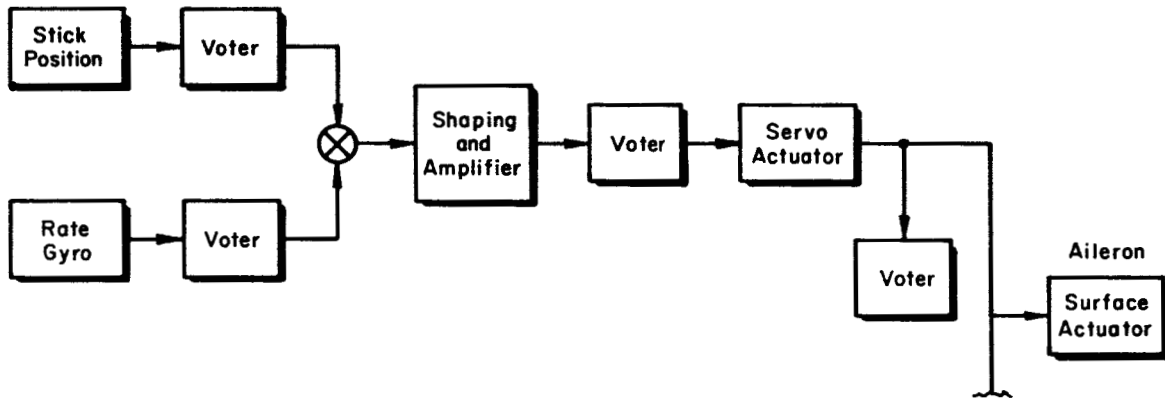 Stick
Position
Voter
Rate
Gyro
Voter
Shaping
and
Amplifier
Voter
Servo
Actuator
Voter
Aileron
Surface
Actuator